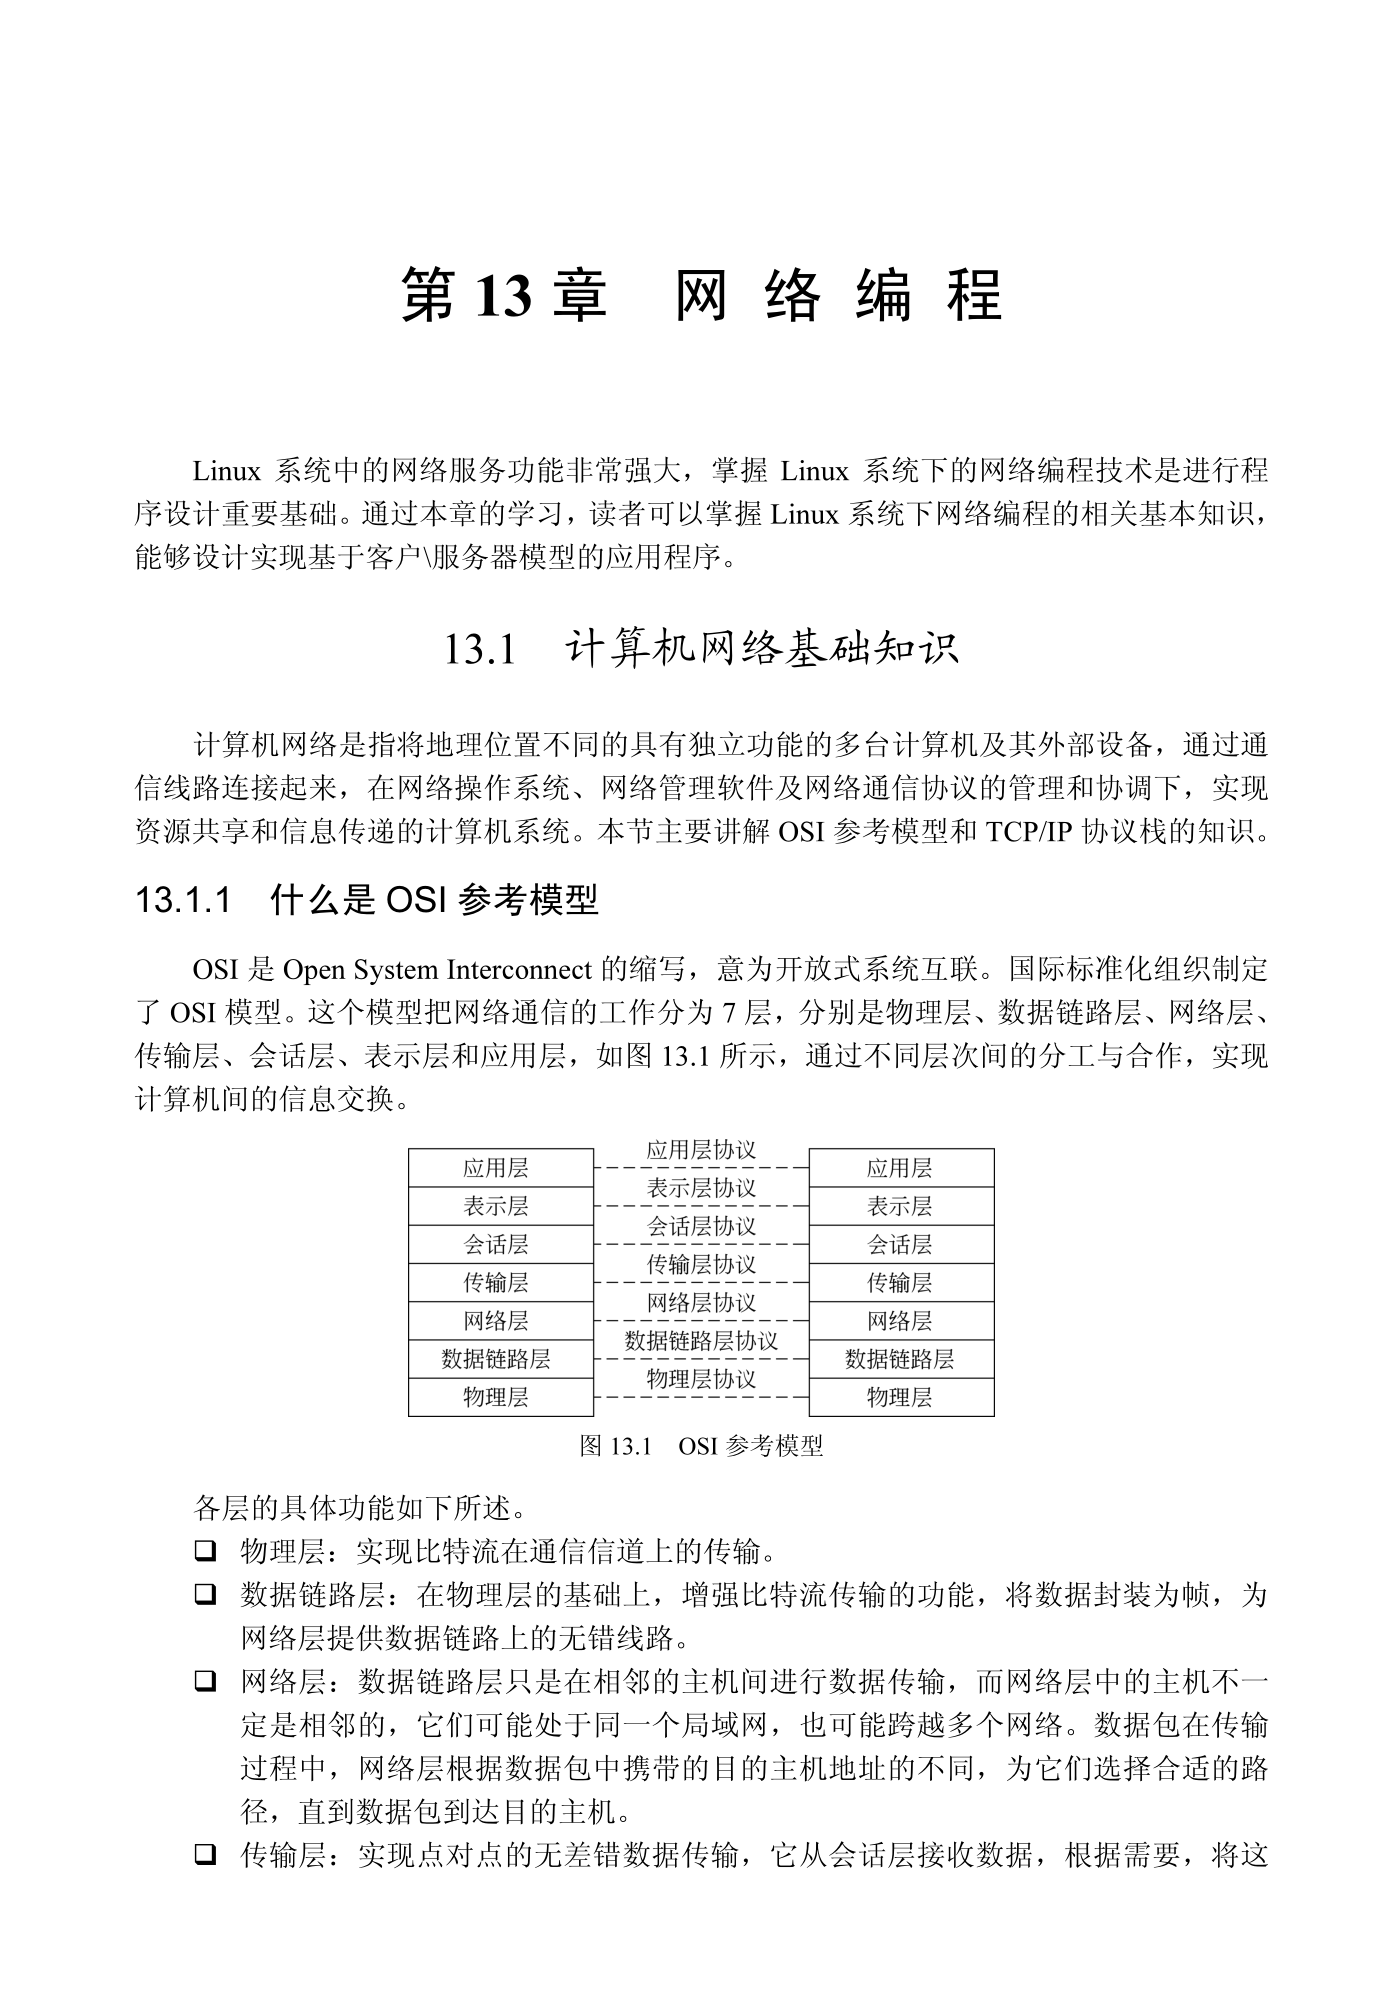 第 13 章　网 络 编 程
Linux 系统中的网络服务功能非常强大，掌握 Linux 系统下的网络编程技术是进行程
序设计重要基础。通过本章的学习，读者可以掌握 Linux 系统下网络编程的相关基本知识，
能够设计实现基于客户\服务器模型的应用程序。
13.1　计算机网络基础知识
计算机网络是指将地理位置不同的具有独立功能的多台计算机及其外部设备，通过通
信线路连接起来，在网络操作系统、网络管理软件及网络通信协议的管理和协调下，实现
资源共享和信息传递的计算机系统。本节主要讲解 OSI 参考模型和 TCP/IP 协议栈的知识。
13.1.1　什么是 OSI 参考模型
OSI 是 Open System Interconnect 的缩写，意为开放式系统互联。国际标准化组织制定
了 OSI 模型。这个模型把网络通信的工作分为 7 层，分别是物理层、数据链路层、网络层、
传输层、会话层、表示层和应用层，如图 13.1 所示，通过不同层次间的分工与合作，实现
计算机间的信息交换。
应用层 应用层协议 应用层
表示层 表示层协议 表示层
会话层 会话层协议 会话层
传输层 传输层协议 传输层
网络层 网络层协议 网络层
数据链路层 数据链路层协议 数据链路层
物理层 物理层协议 物理层
图 13.1　OSI 参考模型
各层的具体功能如下所述。
❑ 物理层：实现比特流在通信信道上的传输。
❑ 数据链路层：在物理层的基础上，增强比特流传输的功能，将数据封装为帧，为
网络层提供数据链路上的无错线路。
❑ 网络层：数据链路层只是在相邻的主机间进行数据传输，而网络层中的主机不一
定是相邻的，它们可能处于同一个局域网，也可能跨越多个网络。数据包在传输
过程中，网络层根据数据包中携带的目的主机地址的不同，为它们选择合适的路
径，直到数据包到达目的主机。
❑ 传输层：实现点对点的无差错数据传输，它从会话层接收数据，根据需要，将这